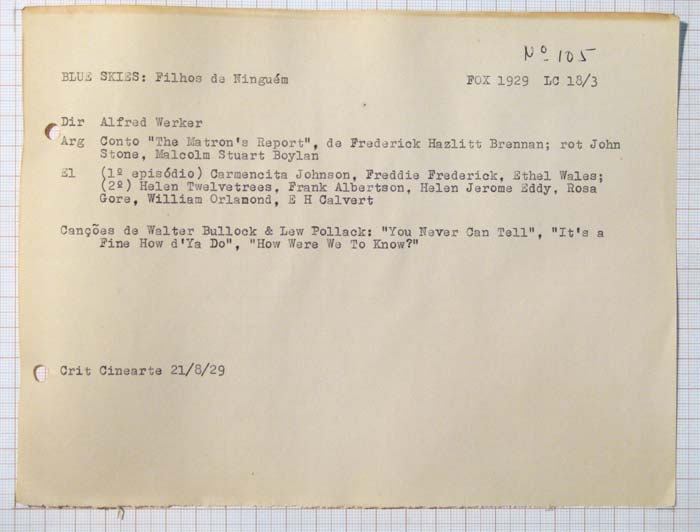 Nº 105
BLUE SKIES: Filhos de Ninguém FOX 1929 LC 18/3
Dir Alfred Werker
Arg Conto "The Matron's Report", de Frederick Hazlitt Brennan; rot John
Stone, Malcolm Stuart Boylan
El (1º episódio) Carmencita Johnson, Freddie Frederick, Ethel Wales;
(2º) Helen Twelvetrees, Frank Albertson, Helen Jerome Eddy, Rosa
Gore, William Orlamond, E H Calvert
Canções de Walter Bullock & Lew Pollack: "You Never Can Tell", "It's a
Fine How d'Ya Do", "How Were We To Know?"
Crit Cinearte 21/8/29